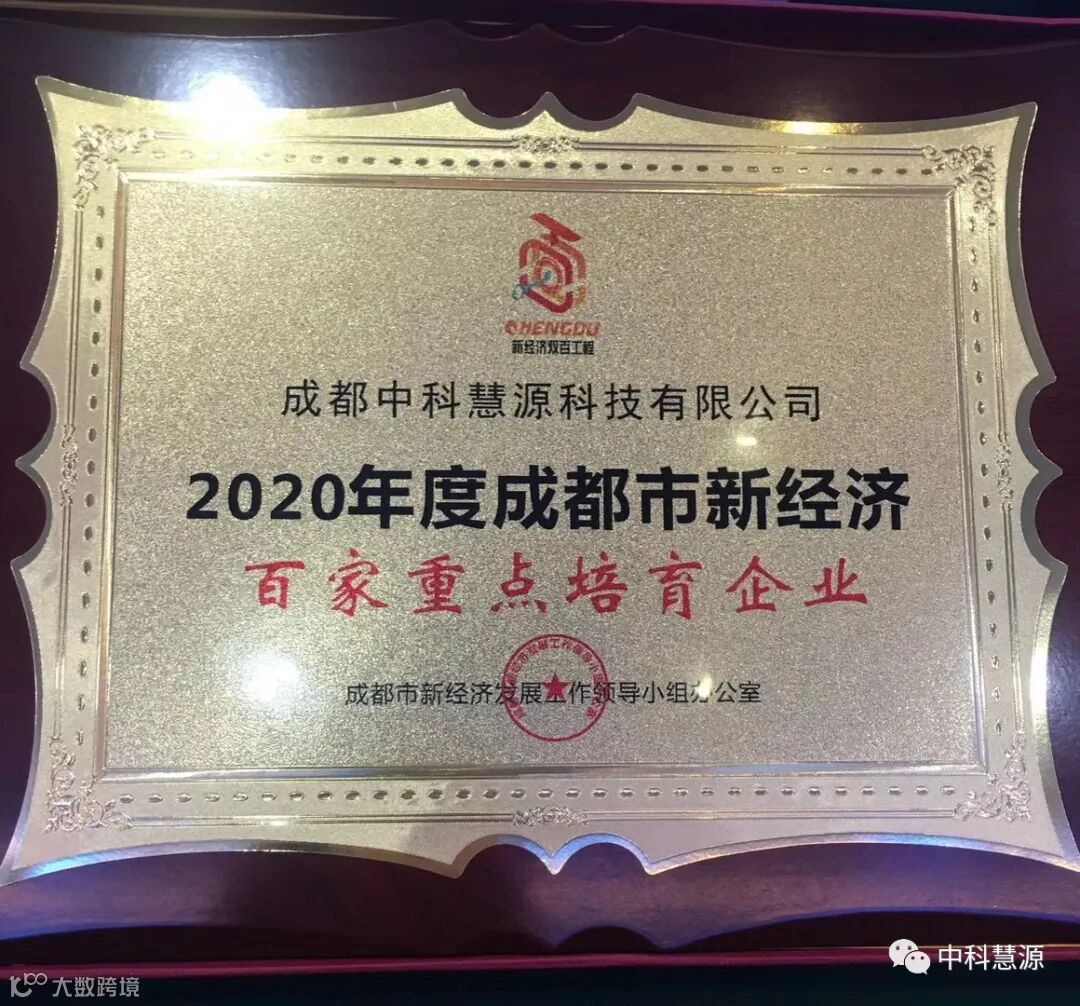 CHENGDU
新经济双百工程
成都中科慧源科技有限公司
2020年度成都市新经济
百家重点培育企业
成都市新经济发展工作领导小组办公室
中科慧源
大数跨境